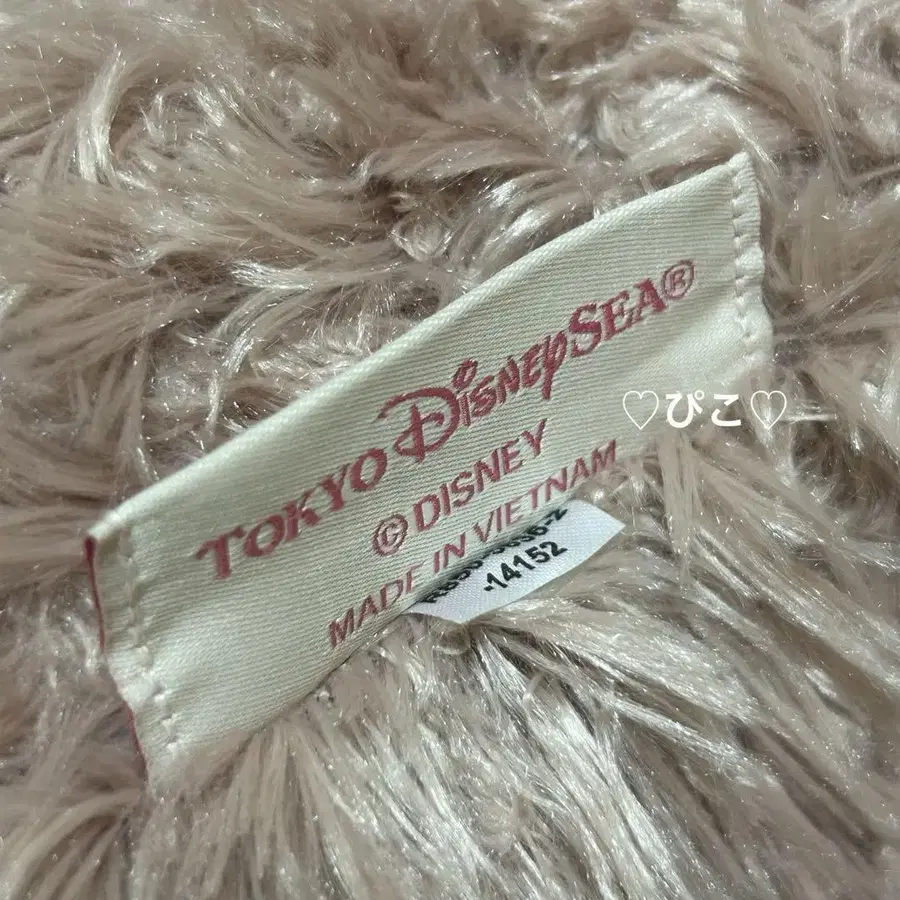 TOKYO DISNEYSEA®
© DISNEY
MADE IN VIETNAM
-14152
♡ぴこ♡